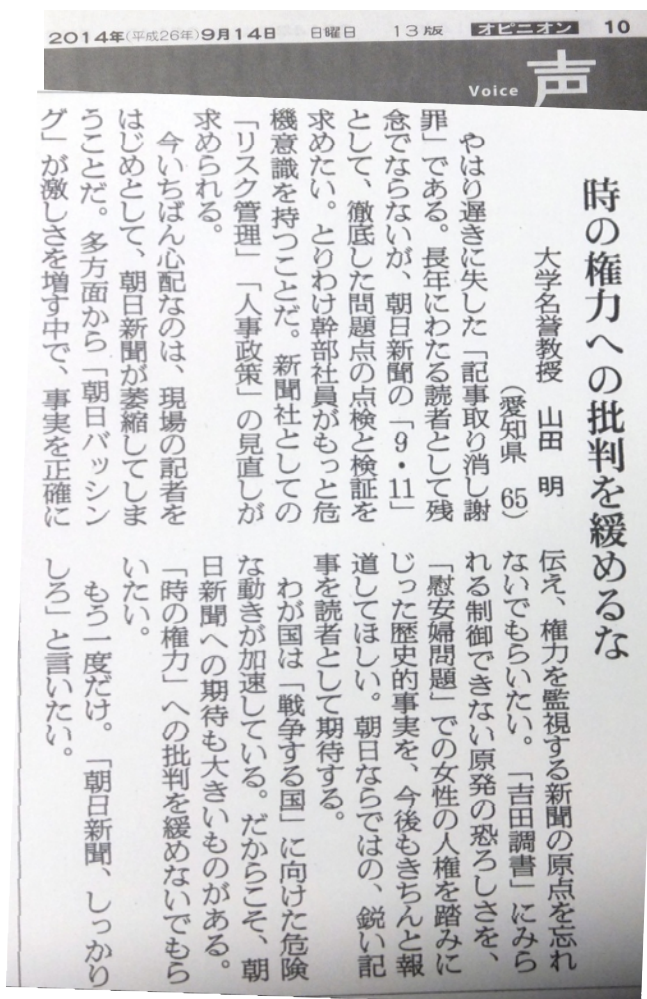 2014年(平成26年)9月14日 日曜日 13版 オピニオン 10
Voice 声
時の権力への批判を緩めるな
大学名誉教授 山田 明
(愛知県 65)
やはり遅きに失した「記事取り消し謝
罪」である。長年にわたる読者として残
念でならないが、朝日新聞の「9・11」
として、徹底した問題点の点検と検証を
求めたい。とりわけ幹部社員がもっと危
機意識を持つことだ。新聞社としての
「リスク管理」「人事政策」の見直しが
求められる。
今いちばん心配なのは、現場の記者を
はじめとして、朝日新聞が萎縮してしま
うことだ。多方面から「朝日バッシン
グ」が激しさを増す中で、事実を正確に
伝え、権力を監視する新聞の原点を忘れ
ないでもらいたい。「吉田調書」にみら
れる制御できない原発の恐ろしさを、
「慰安婦問題」での女性の人権を踏みに
じった歴史的事実を、今後もきちんと報
道してほしい。朝日ならではの、鋭い記
事を読者として期待する。
わが国は「戦争する国」に向けた危険
な動きが加速している。だからこそ、朝
日新聞への期待も大きいものがある。
「時の権力」への批判を緩めないでもら
いたい。
もう一度だけ。「朝日新聞、しっかり
しろ」と言いたい。